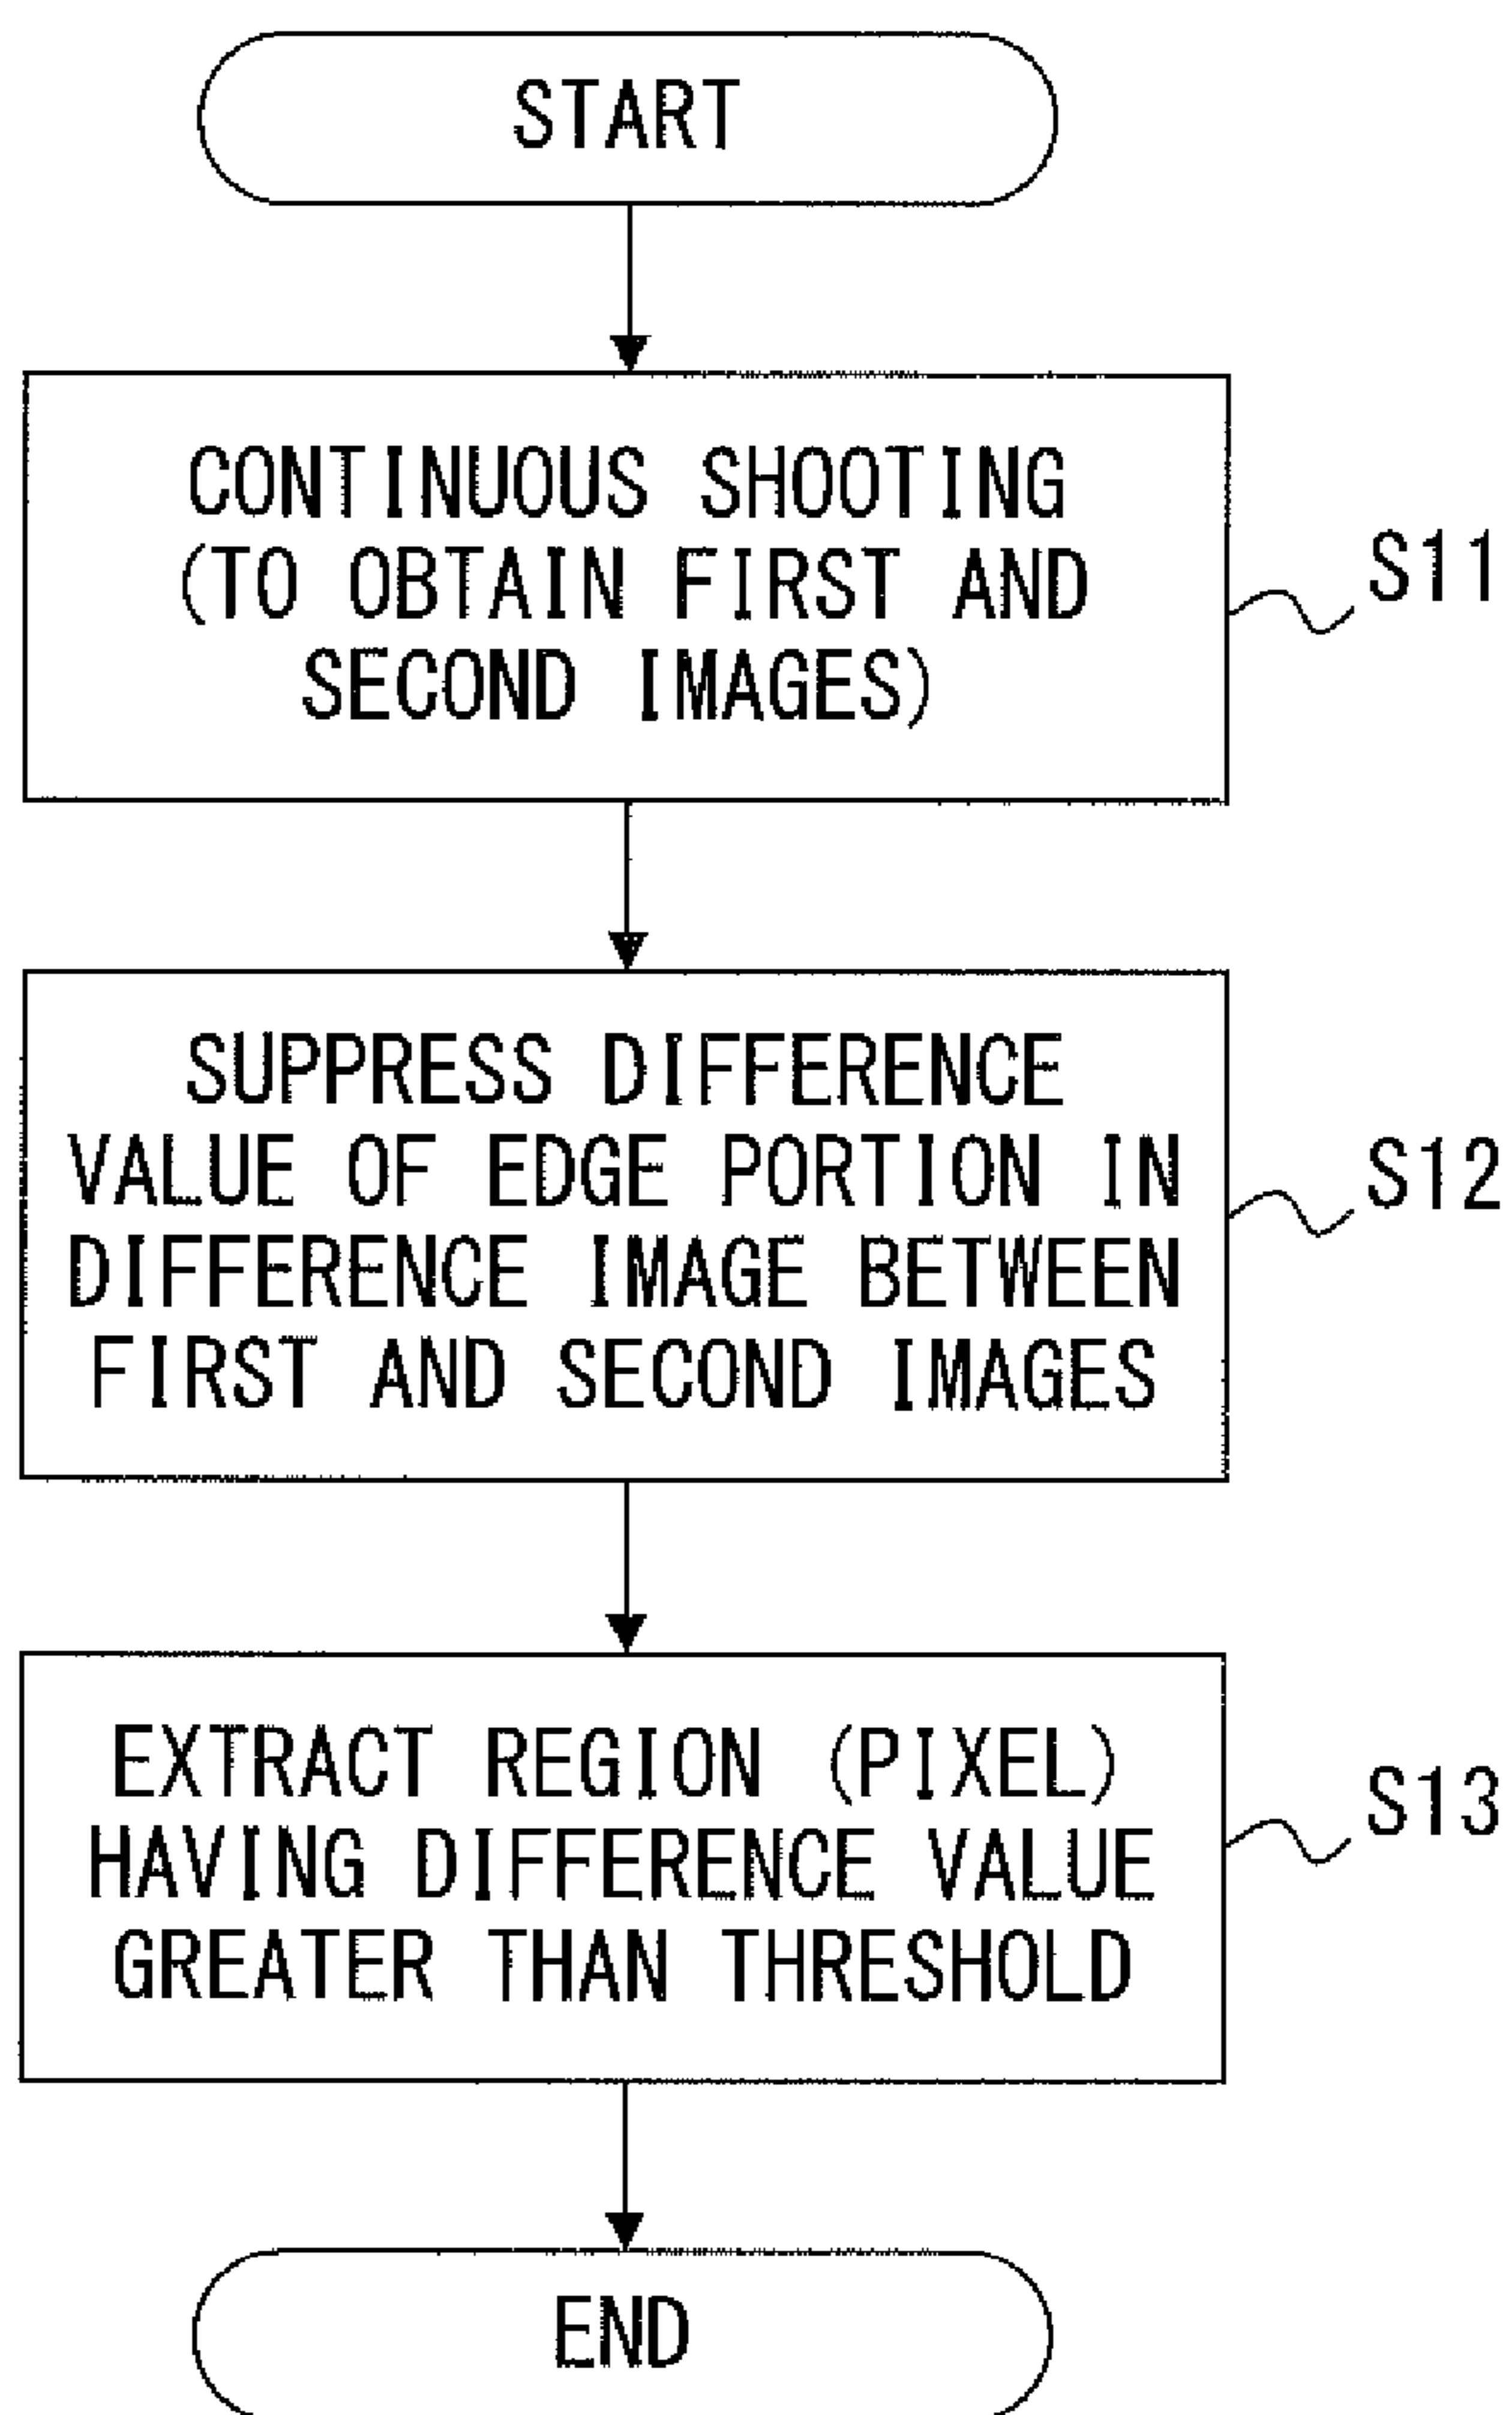 START
CONTINUOUS SHOOTING
(TO OBTAIN FIRST AND
SECOND IMAGES)
S11
SUPPRESS DIFFERENCE
VALUE OF EDGE PORTION IN
DIFFERENCE IMAGE BETWEEN
FIRST AND SECOND IMAGES
S12
EXTRACT REGION (PIXEL)
HAVING DIFFERENCE VALUE
GREATER THAN THRESHOLD
S13
END